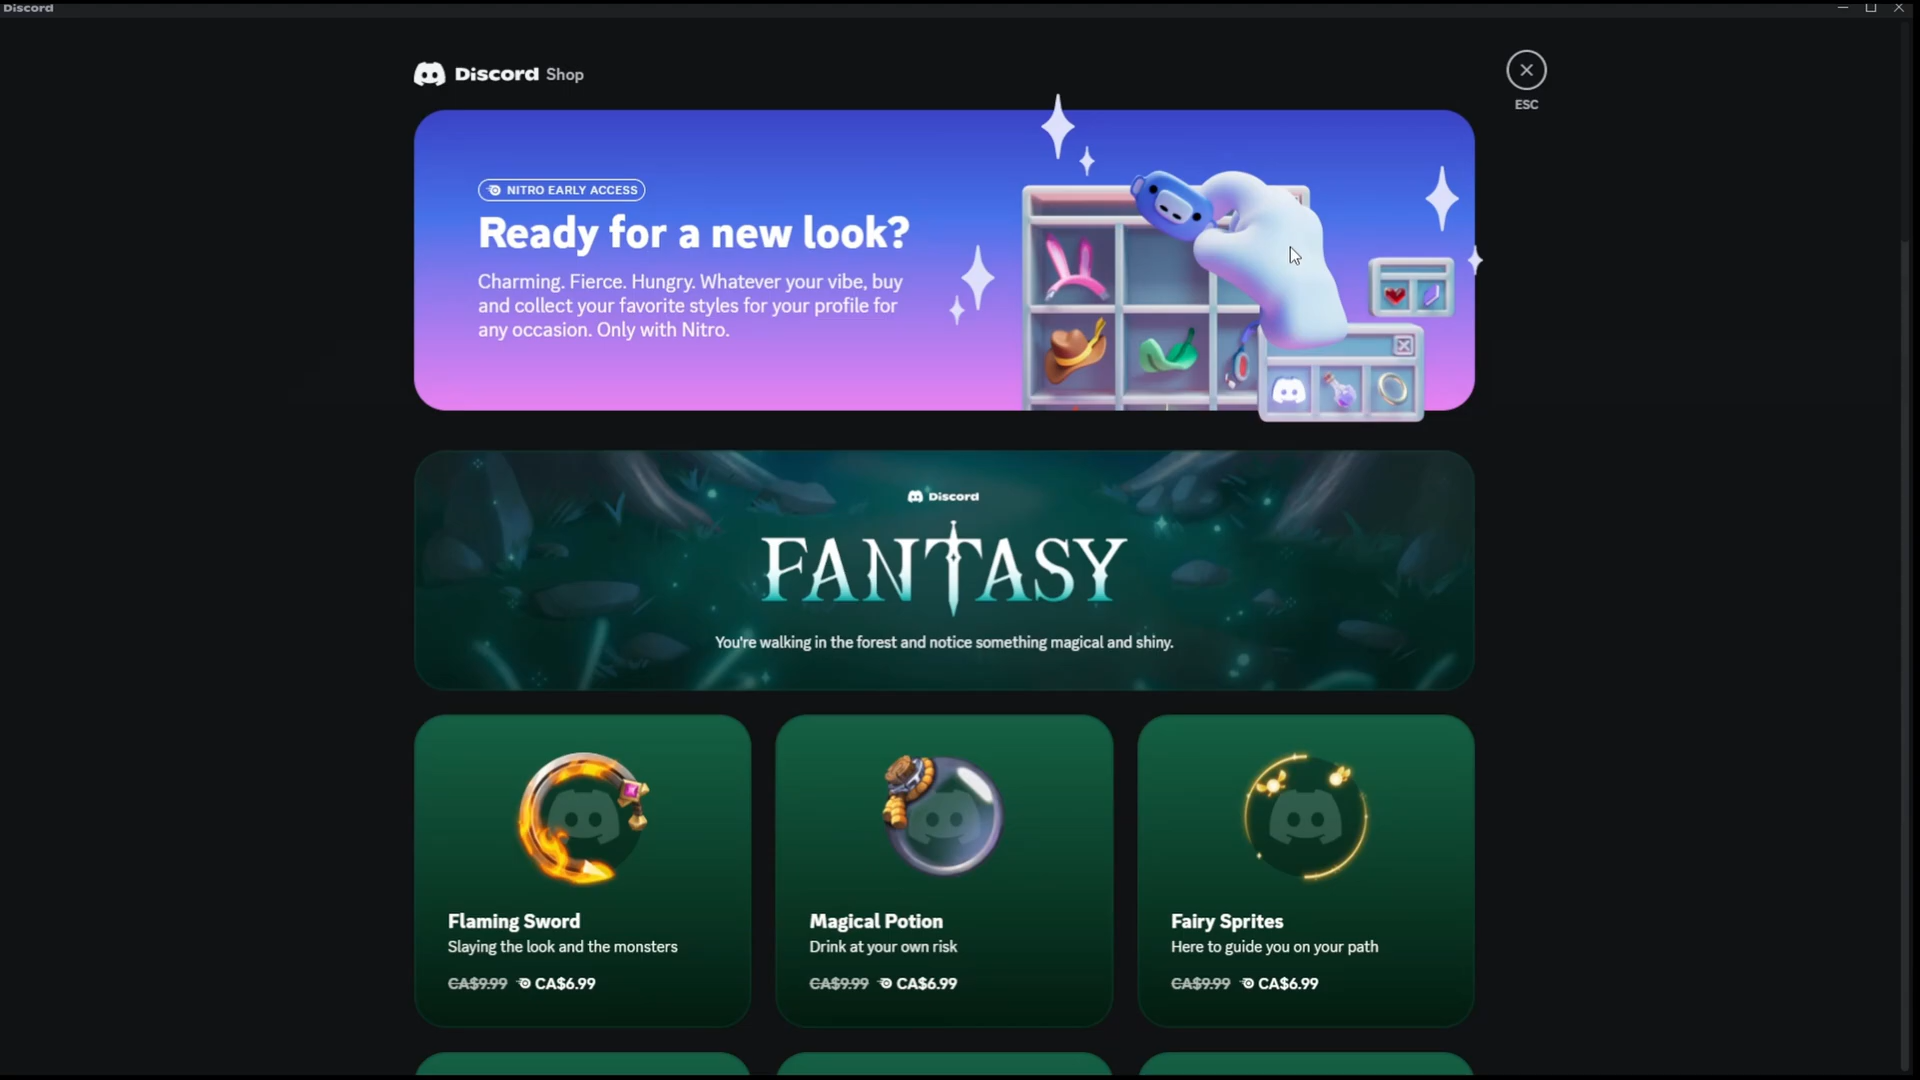 Discord
Discord Shop
ESC
NITRO EARLY ACCESS
Ready for a new look?
Charming. Fierce. Hungry. Whatever your vibe, buy
and collect your favorite styles for your profile for
any occasion. Only with Nitro.
Discord
FANTASY
You're walking in the forest and notice something magical and shiny.
Flaming Sword
Slaying the look and the monsters
CA$9.99 CA$6.99
Magical Potion
Drink at your own risk
CA$9.99 CA$6.99
Fairy Sprites
Here to guide you on your path
CA$9.99 CA$6.99